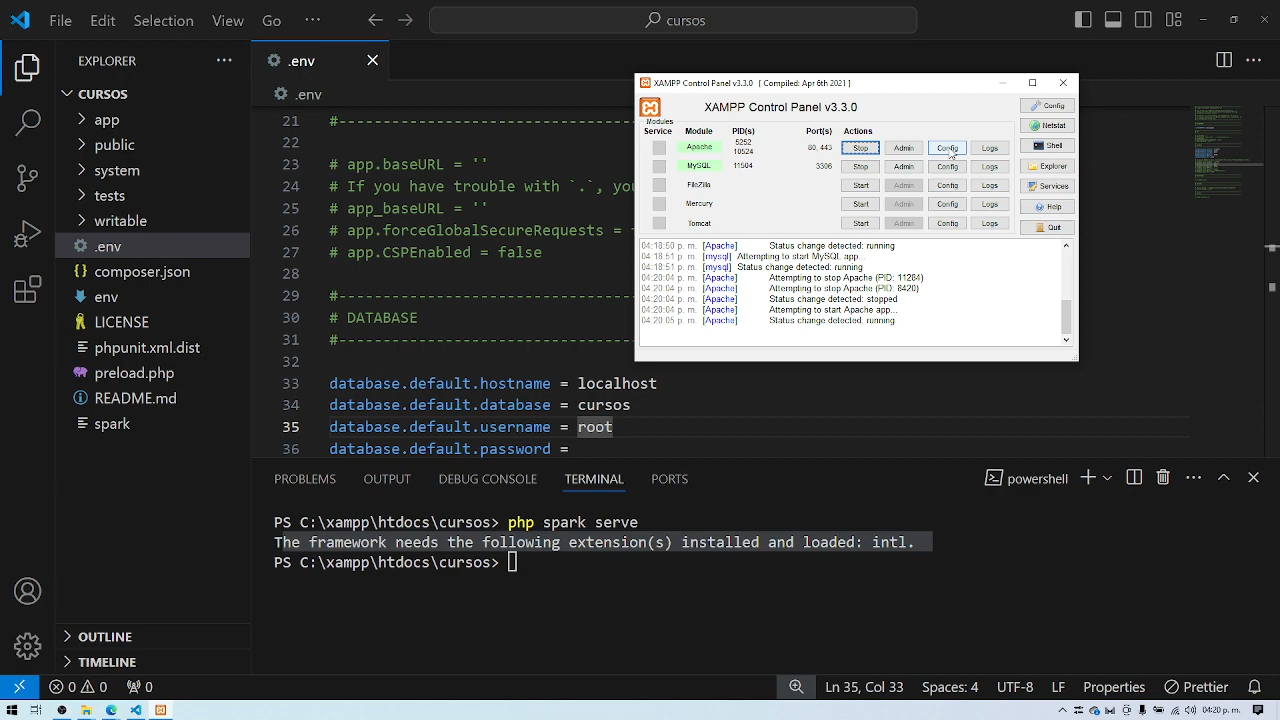 File Edit Selection View Go ··· cursos
EXPLORER ···
CURSOS
app
public
system
tests
writable
.env
composer.json
env
LICENSE
phpunit.xml.dist
preload.php
README.md
spark
OUTLINE
TIMELINE
.env
.env
21 #
22
23 # app.baseURL = ''
24 # If you have trouble with `.`, you
25 # app_baseURL = ''
26 # app.forceGlobalSecureRequests =
27 # app.CSPEnabled = false
28
29 #
30 # DATABASE
31 #
32
33 database.default.hostname = localhost
34 database.default.database = cursos
35 database.default.username = root
36 database.default.password =
XAMPP Control Panel v3.3.0 [ Compiled: Apr 6th 2021 ]
XAMPP Control Panel v3.3.0
Modules
Service Module PID(s) Port(s) Actions
Apache 5252 10524 80, 443 Stop Admin Config Logs
MySQL 11504 3306 Stop Admin Config Logs
FileZilla Start Admin Config Logs
Mercury Start Admin Config Logs
Tomcat Start Admin Config Logs
Config
Netstat
Shell
Explorer
Services
Help
Quit
04:18:50 p. m. [Apache] Status change detected: running
04:18:51 p. m. [mysql] Attempting to start MySQL app...
04:18:51 p. m. [mysql] Status change detected: running
04:20:04 p. m. [Apache] Attempting to stop Apache (PID: 11284)
04:20:04 p. m. [Apache] Attempting to stop Apache (PID: 8420)
04:20:04 p. m. [Apache] Status change detected: stopped
04:20:04 p. m. [Apache] Attempting to start Apache app...
04:20:05 p. m. [Apache] Status change detected: running
PROBLEMS OUTPUT DEBUG CONSOLE TERMINAL PORTS powershell
PS C:\xampp\htdocs\cursos> php spark serve
The framework needs the following extension(s) installed and loaded: intl.
PS C:\xampp\htdocs\cursos>
0 0 0 Ln 35, Col 33 Spaces: 4 UTF-8 LF Properties Prettier
04:20 p. m.